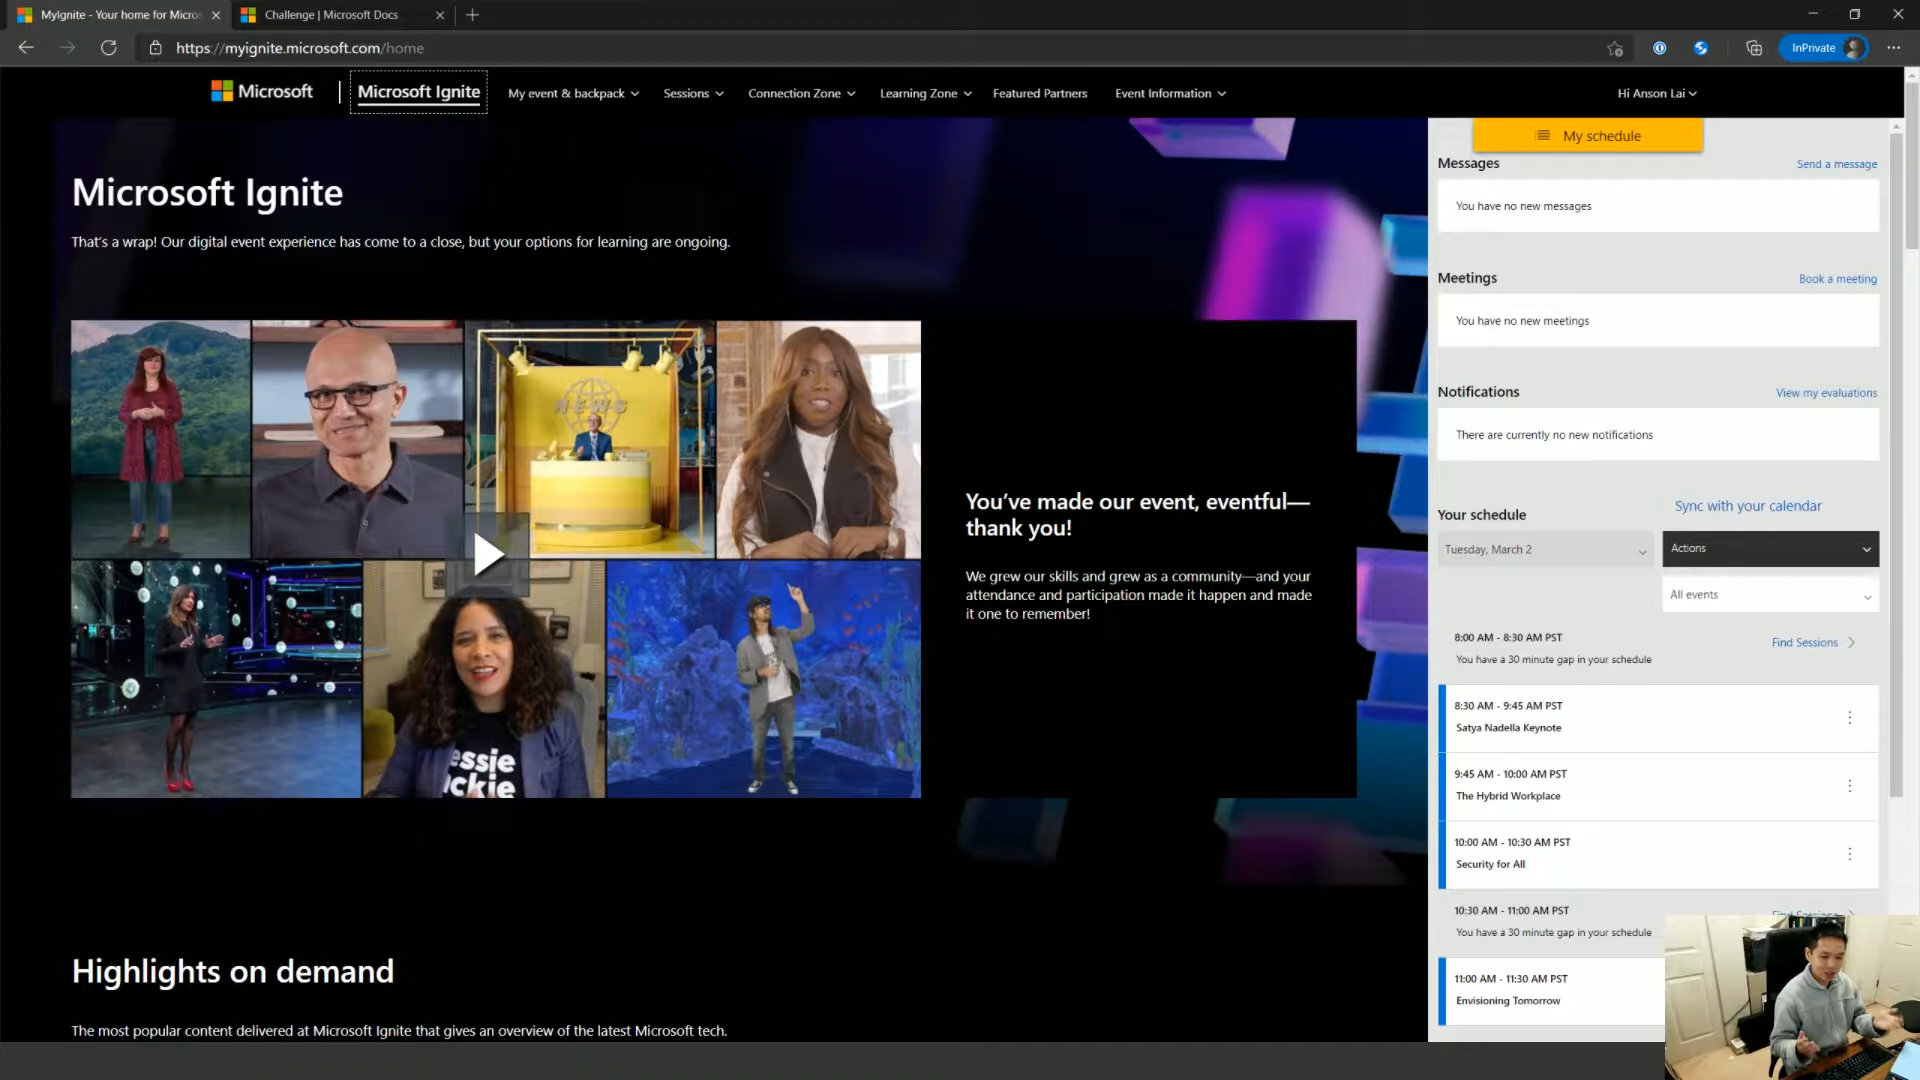 MyIgnite - Your home for Micros
Challenge | Microsoft Docs
https://myignite.microsoft.com/home
InPrivate
Microsoft
Microsoft Ignite
My event & backpack
Sessions
Connection Zone
Learning Zone
Featured Partners
Event Information
Hi Anson Lai
My schedule
Microsoft Ignite
That's a wrap! Our digital event experience has come to a close, but your options for learning are ongoing.
NEWS
essie
ckie
You've made our event, eventful—
thank you!
We grew our skills and grew as a community—and your
attendance and participation made it happen and made
it one to remember!
Highlights on demand
The most popular content delivered at Microsoft Ignite that gives an overview of the latest Microsoft tech.
Messages
Send a message
You have no new messages
Meetings
Book a meeting
You have no new meetings
Notifications
View my evaluations
There are currently no new notifications
Your schedule
Sync with your calendar
Tuesday, March 2
Actions
All events
8:00 AM - 8:30 AM PST
Find Sessions
You have a 30 minute gap in your schedule
8:30 AM - 9:45 AM PST
Satya Nadella Keynote
9:45 AM - 10:00 AM PST
The Hybrid Workplace
10:00 AM - 10:30 AM PST
Security for All
10:30 AM - 11:00 AM PST
Find Sessions
You have a 30 minute gap in your schedule
11:00 AM - 11:30 AM PST
Envisioning Tomorrow